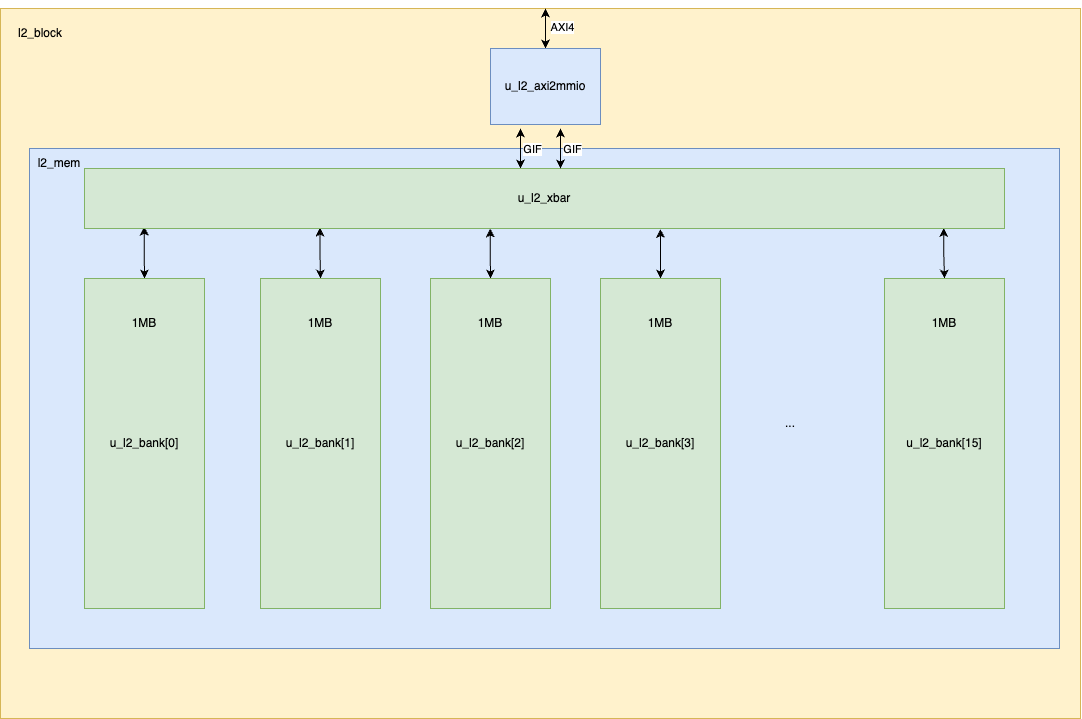 l2_block
AXI4
u_l2_axi2mmio
GIF
GIF
l2_mem
u_l2_xbar
1MB
1MB
1MB
1MB
1MB
u_l2_bank[0]
u_l2_bank[1]
u_l2_bank[2]
u_l2_bank[3]
...
u_l2_bank[15]